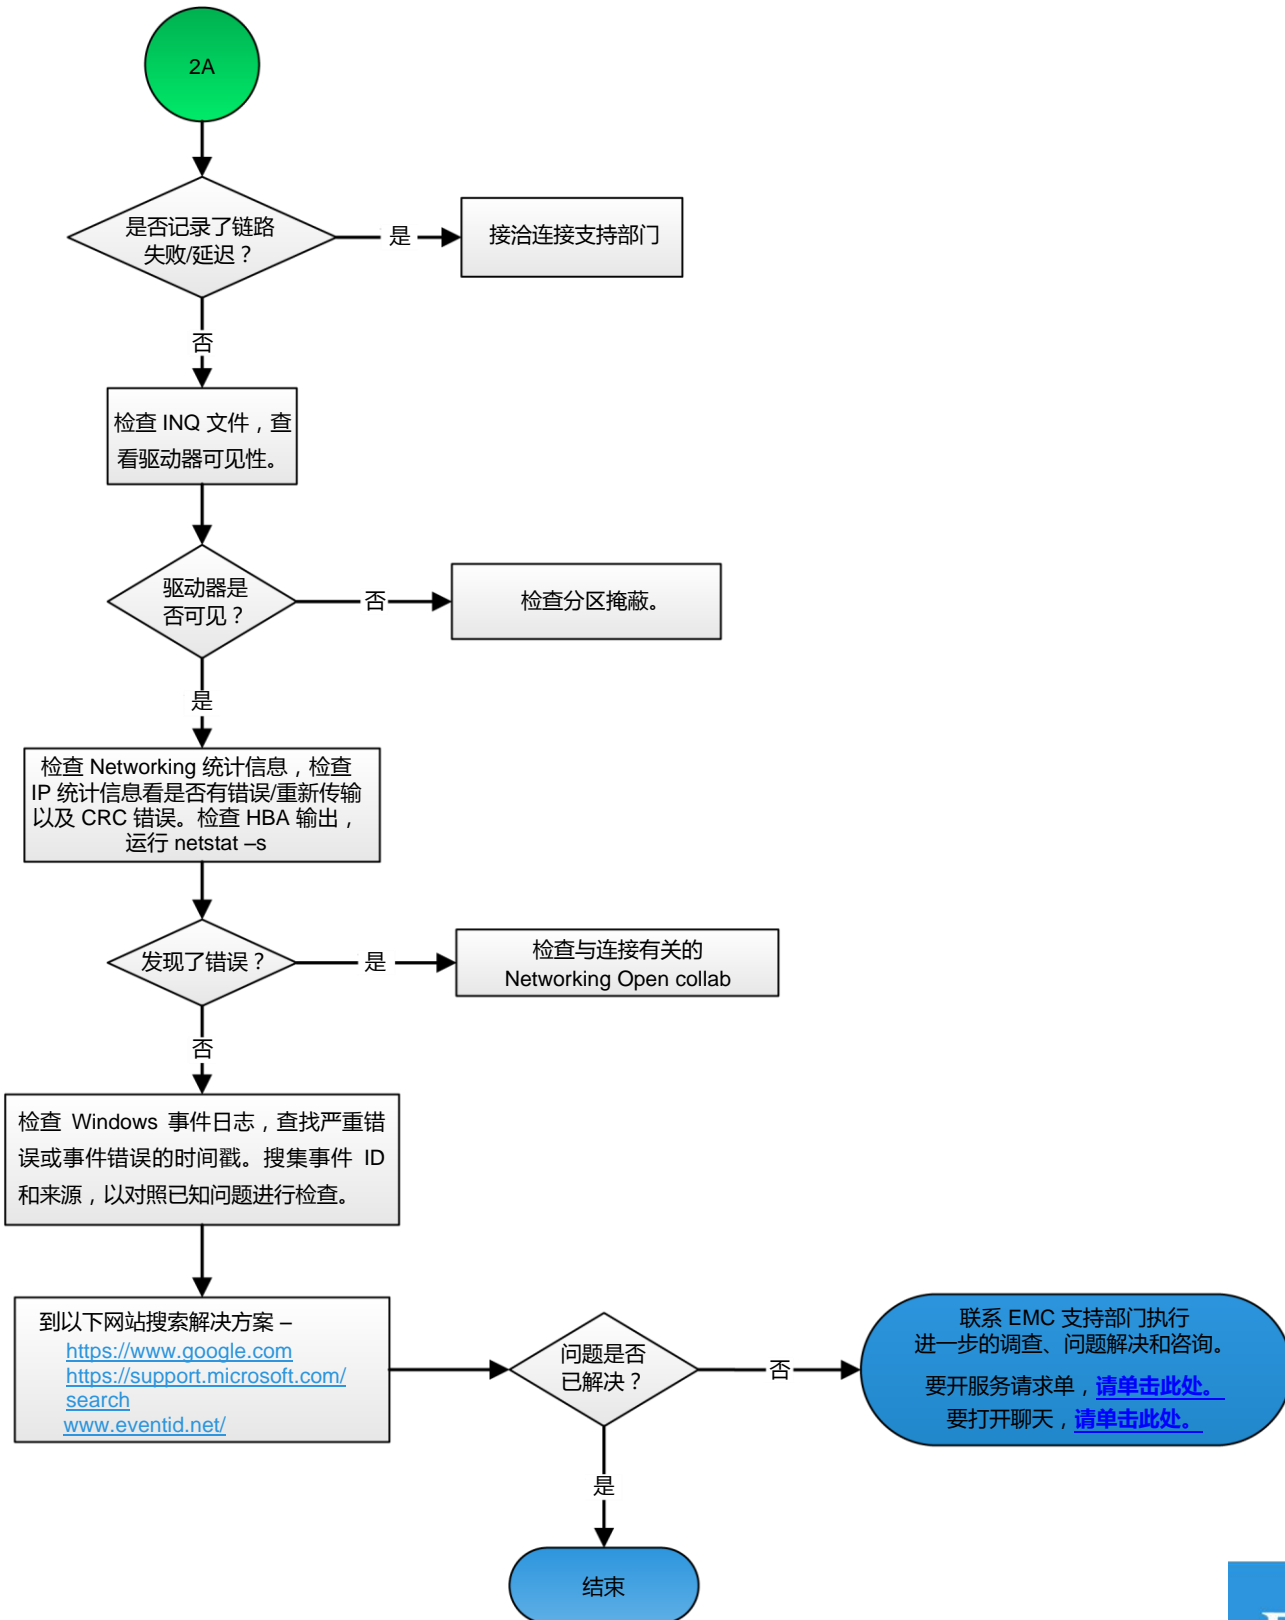 2A
是否记录了链路
失败/延迟？
是
接洽连接支持部门
否
检查 INQ 文件，查
看驱动器可见性。
驱动器是
否可见？
否
检查分区掩蔽。
是
检查 Networking 统计信息，检查
IP 统计信息看是否有错误/重新传输
以及 CRC 错误。检查 HBA 输出，
运行 netstat –s
发现了错误？
是
检查与连接有关的
Networking Open collab
否
检查 Windows 事件日志，查找严重错
误或事件错误的时间戳。搜集事件 ID
和来源，以对照已知问题进行检查。
到以下网站搜索解决方案 –
https://www.google.com
https://support.microsoft.com/
search
www.eventid.net/
问题是否
已解决？
否
联系 EMC 支持部门执行
进一步的调查、问题解决和咨询。
要开服务请求单，请单击此处。
要打开聊天，请单击此处。
是
结束